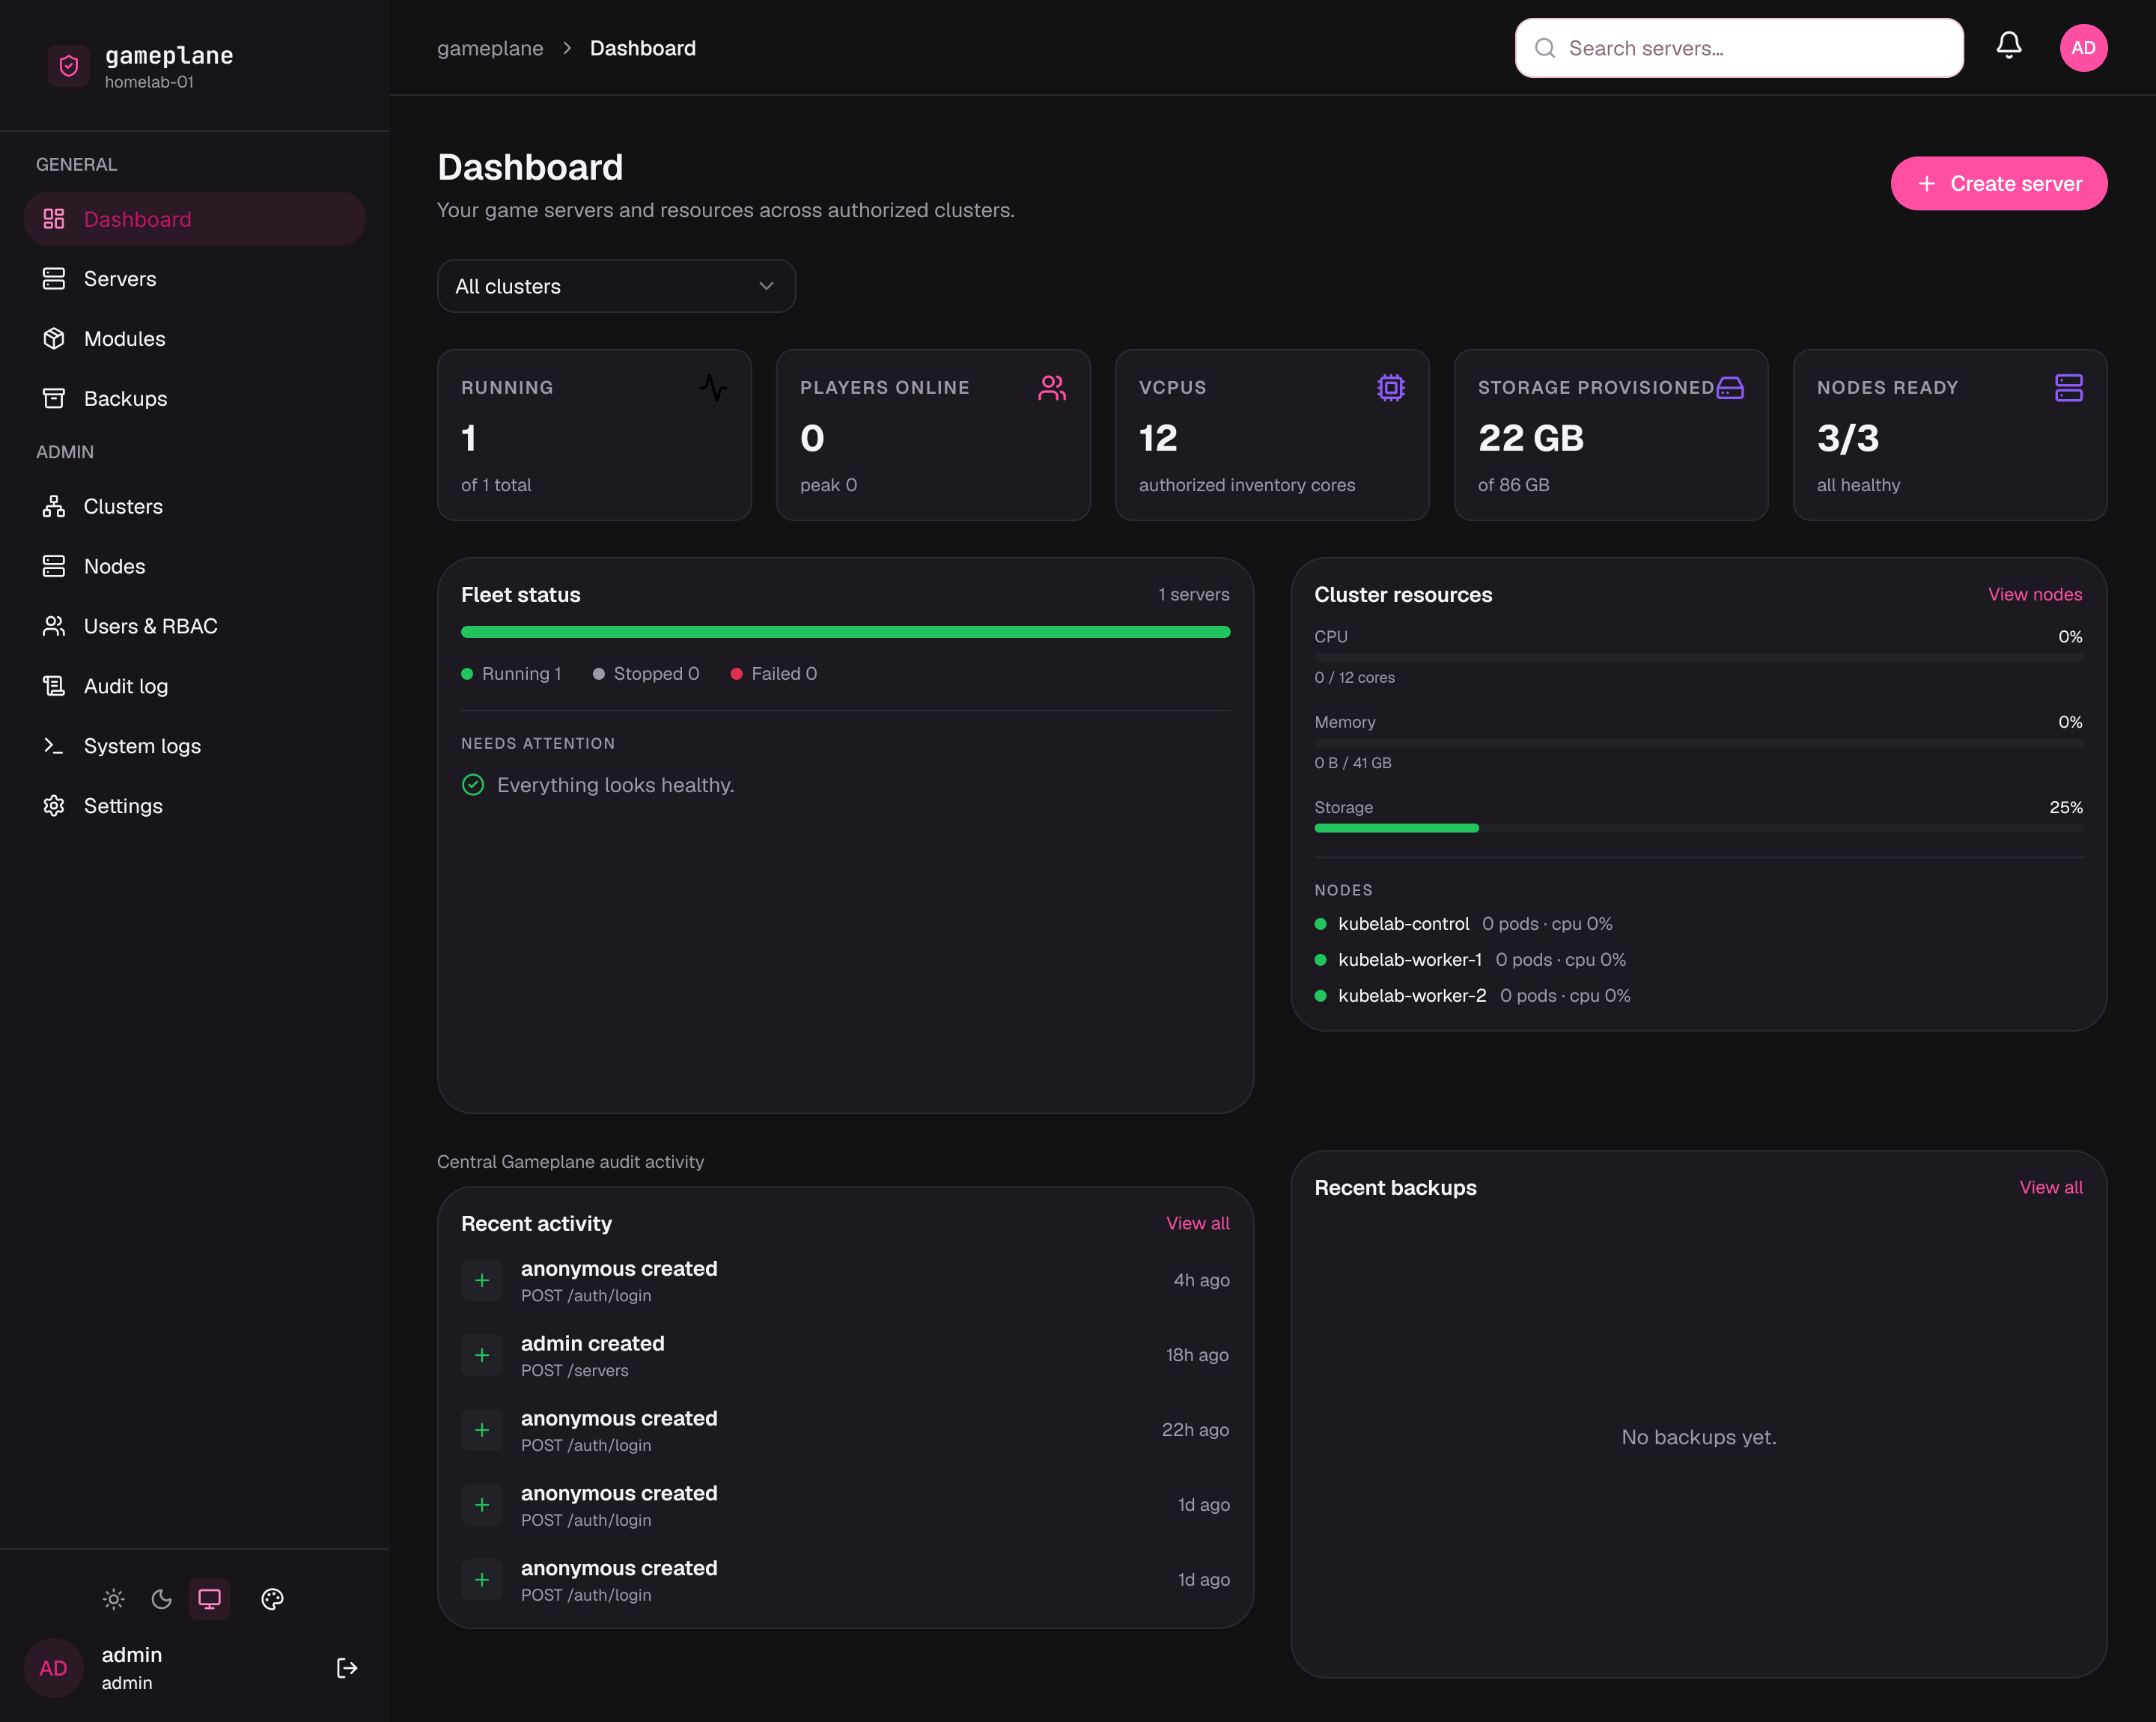 gameplane
homelab-01
GENERAL
Dashboard
Servers
Modules
Backups
ADMIN
Clusters
Nodes
Users & RBAC
Audit log
System logs
Settings
AD
admin
admin
gameplane > Dashboard
Search servers...
AD
Dashboard
Your game servers and resources across authorized clusters.
Create server
All clusters
RUNNING
1
of 1 total
PLAYERS ONLINE
0
peak 0
VCPUS
12
authorized inventory cores
STORAGE PROVISIONED
22 GB
of 86 GB
NODES READY
3/3
all healthy
Fleet status
1 servers
Running 1
Stopped 0
Failed 0
NEEDS ATTENTION
Everything looks healthy.
Cluster resources
View nodes
CPU
0%
0 / 12 cores
Memory
0%
0 B / 41 GB
Storage
25%
NODES
kubelab-control 0 pods · cpu 0%
kubelab-worker-1 0 pods · cpu 0%
kubelab-worker-2 0 pods · cpu 0%
Central Gameplane audit activity
Recent activity
View all
anonymous created
POST /auth/login
4h ago
admin created
POST /servers
18h ago
anonymous created
POST /auth/login
22h ago
anonymous created
POST /auth/login
1d ago
anonymous created
POST /auth/login
1d ago
Recent backups
View all
No backups yet.